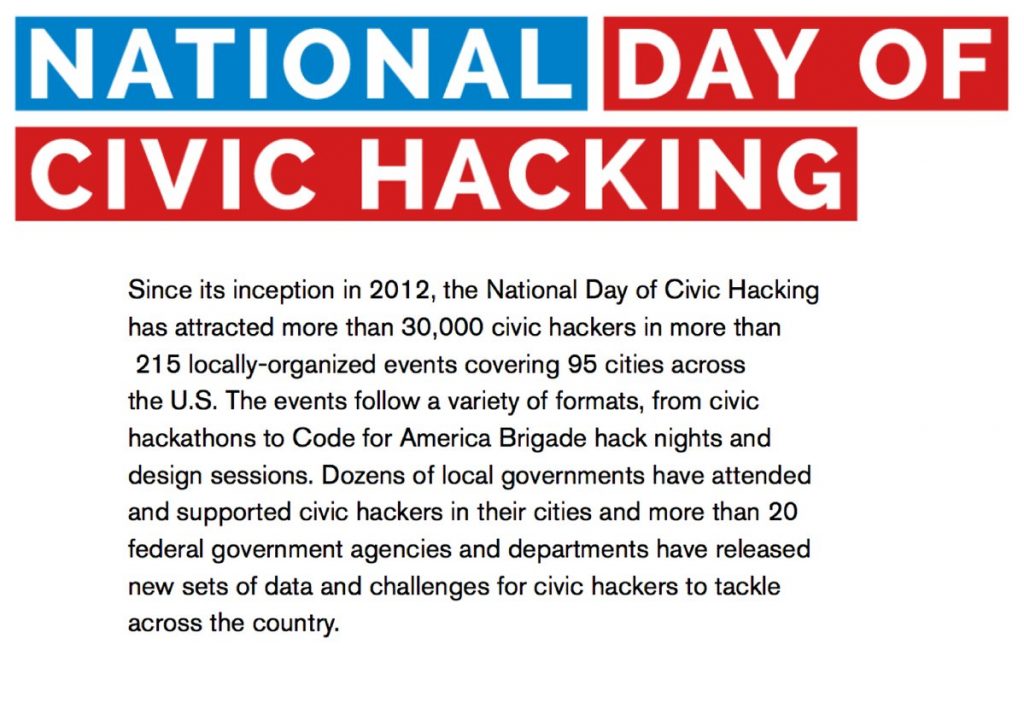 NATIONAL DAY OF
CIVIC HACKING
Since its inception in 2012, the National Day of Civic Hacking
has attracted more than 30,000 civic hackers in more than
215 locally-organized events covering 95 cities across
the U.S. The events follow a variety of formats, from civic
hackathons to Code for America Brigade hack nights and
design sessions. Dozens of local governments have attended
and supported civic hackers in their cities and more than 20
federal government agencies and departments have released
new sets of data and challenges for civic hackers to tackle
across the country.